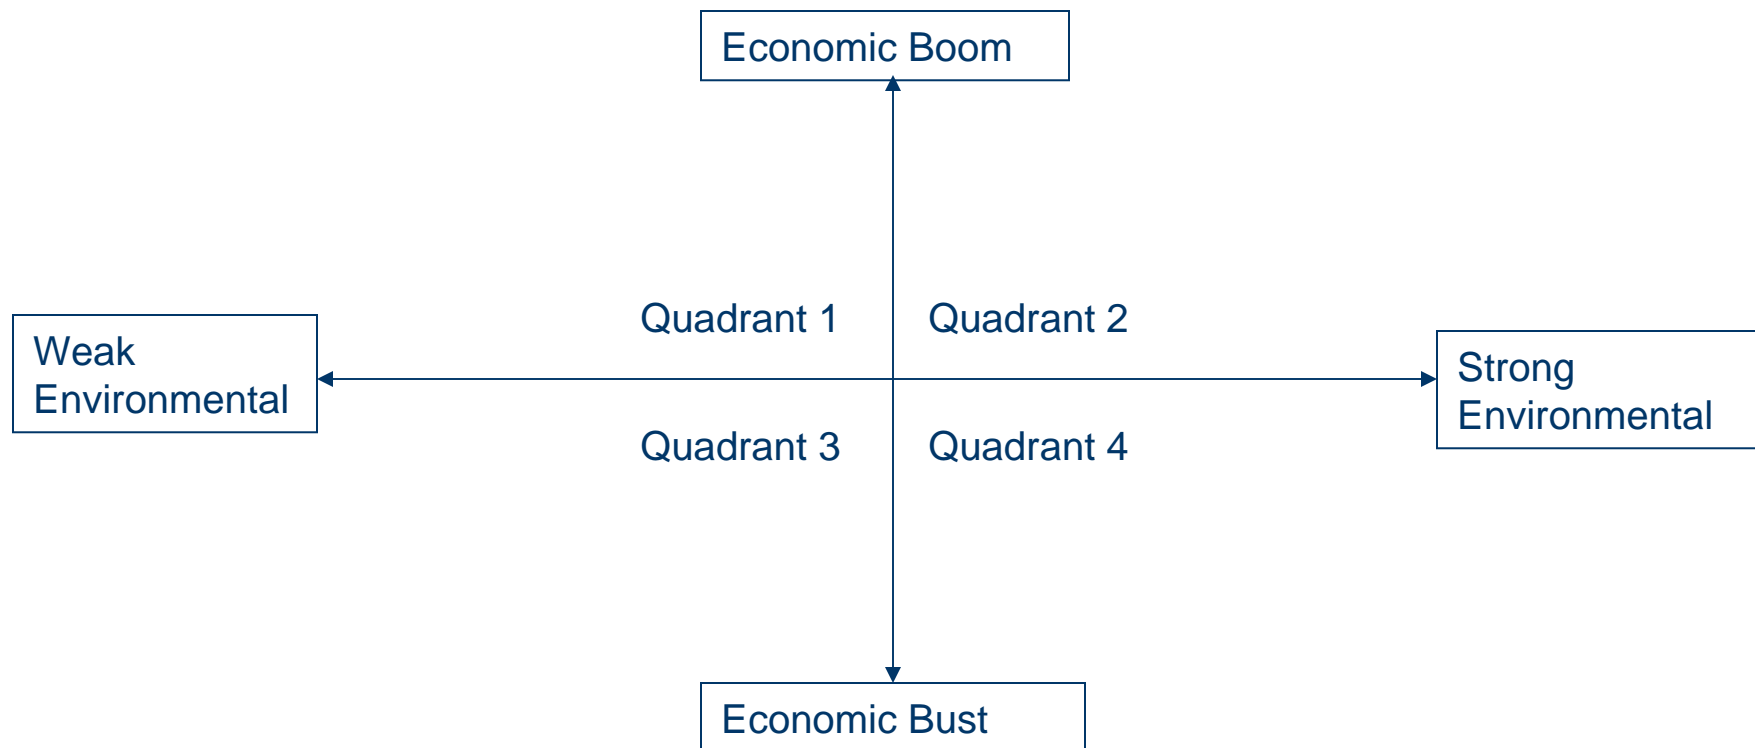 Economic Boom
Quadrant 1
Quadrant 2
Weak
Environmental
Strong
Environmental
Quadrant 3
Quadrant 4
Economic Bust